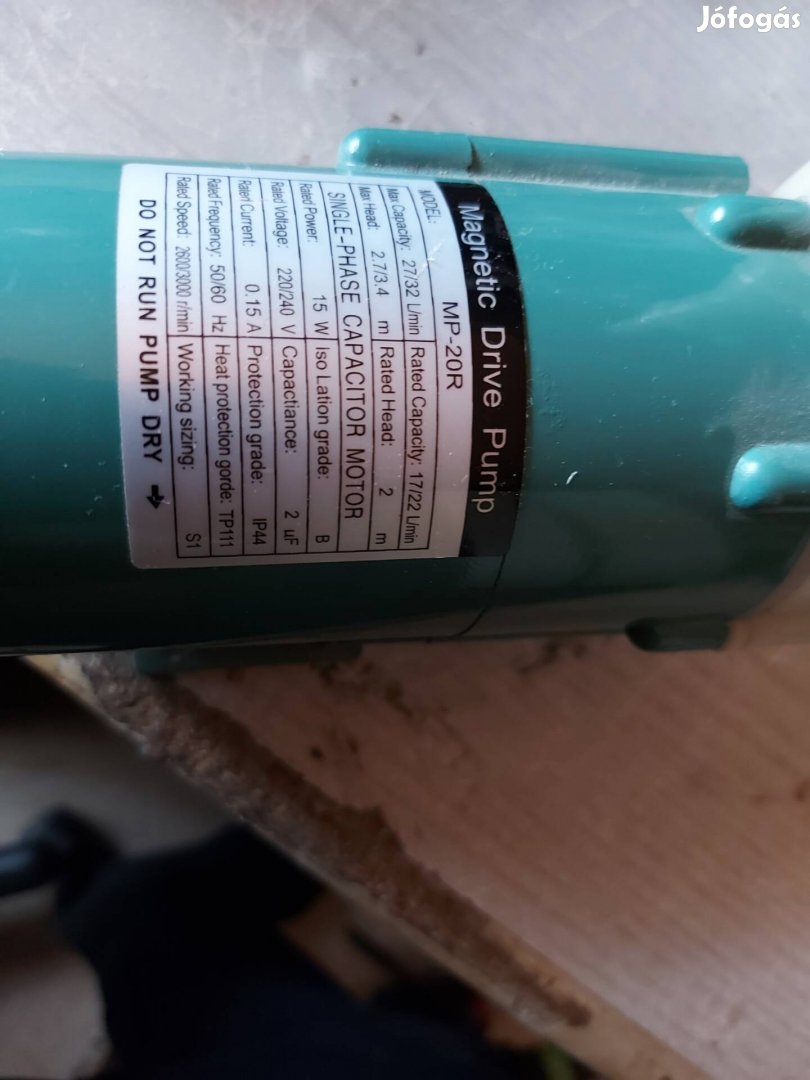 Jófogás
Magnetic Drive Pump
MODEL: MP-20R
Max Capacity: 27/32 L/min Rated Capacity: 17/22 L/min
Max Head: 2.7/3.4 m Rated Head: 2 m
SINGLE-PHASE CAPACITOR MOTOR
Rated Power: 15 W Iso Lation grade: B
Rated Voltage: 220/240 V Capactiance: 2 uF
Rated Current: 0.15 A Protection grade: IP44
Rated Frequency: 50/60 Hz Heat protection gorde: TP111
Rated Speed: 2600/3000 r/min Working sizing: S1
DO NOT RUN PUMP DRY